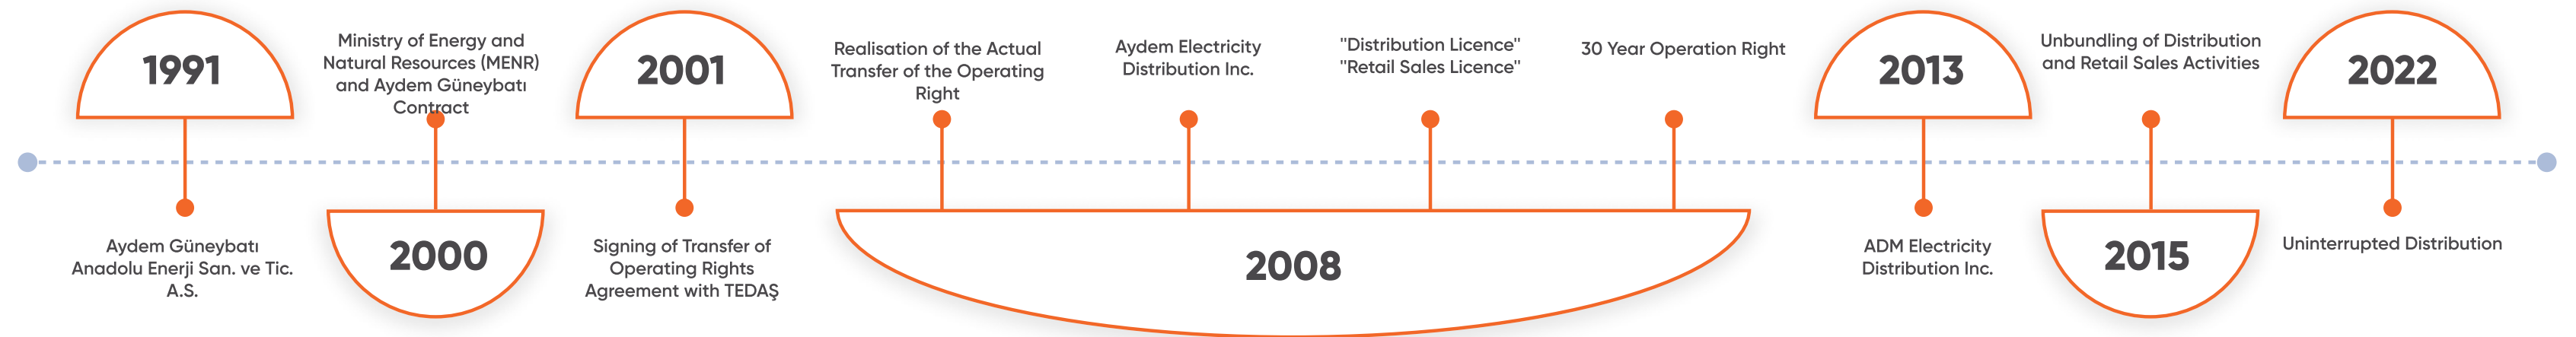 1991
Aydem Güneybatı
Anadolu Enerji San. ve Tic.
A.S.
Ministry of Energy and
Natural Resources (MENR)
and Aydem Güneybatı
Contract
2000
2001
Signing of Transfer of
Operating Rights
Agreement with TEDAŞ
Realisation of the Actual
Transfer of the Operating
Right
Aydem Electricity
Distribution Inc.
"Distribution Licence"
"Retail Sales Licence"
30 Year Operation Right
2008
2013
ADM Electricity
Distribution Inc.
Unbundling of Distribution
and Retail Sales Activities
2015
2022
Uninterrupted Distribution